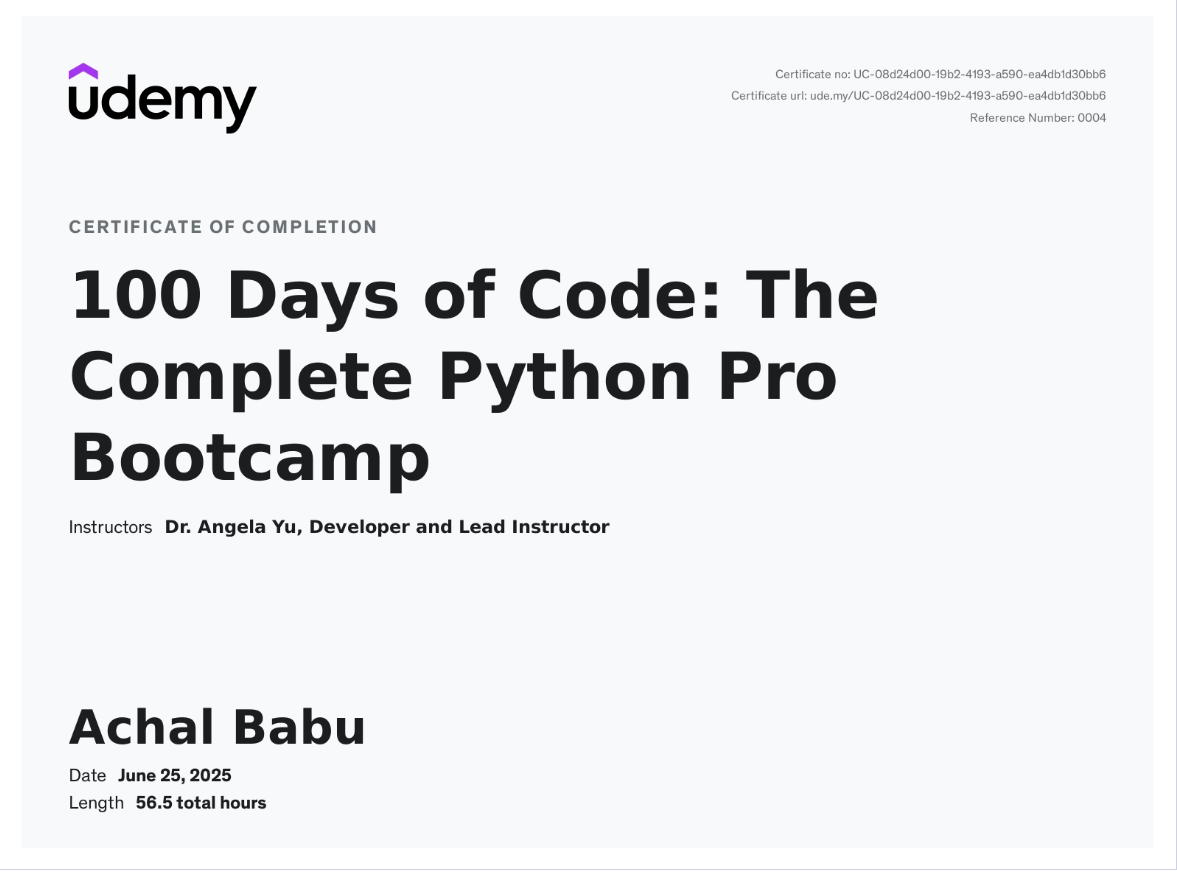 udemy
Certificate no: UC-08d24d00-19b2-4193-a590-ea4db1d30bb6
Certificate url: ude.my/UC-08d24d00-19b2-4193-a590-ea4db1d30bb6
Reference Number: 0004
CERTIFICATE OF COMPLETION
100 Days of Code: The
Complete Python Pro
Bootcamp
Instructors Dr. Angela Yu, Developer and Lead Instructor
Achal Babu
Date June 25, 2025
Length 56.5 total hours